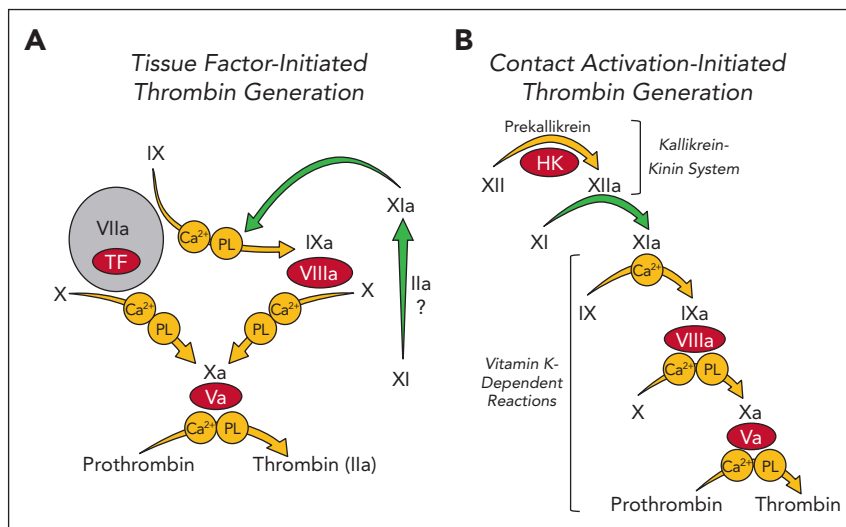 A
Tissue Factor-Initiated
Thrombin Generation
IX
VIIa
TF
Ca2+
PL
IXa
VIIIa
XIa
IIa
?
XI
X
Ca2+
PL
X
Ca2+
PL
Xa
Va
Ca2+
PL
Prothrombin
Thrombin (IIa)
B
Contact Activation-Initiated
Thrombin Generation
Prekallikrein
HK
XII
XIIa
Kallikrein-
Kinin System
XI
XIa
Ca2+
IX
IXa
VIIIa
Ca2+
PL
X
Xa
Va
Ca2+
PL
Prothrombin
Thrombin
Vitamin K-
Dependent
Reactions